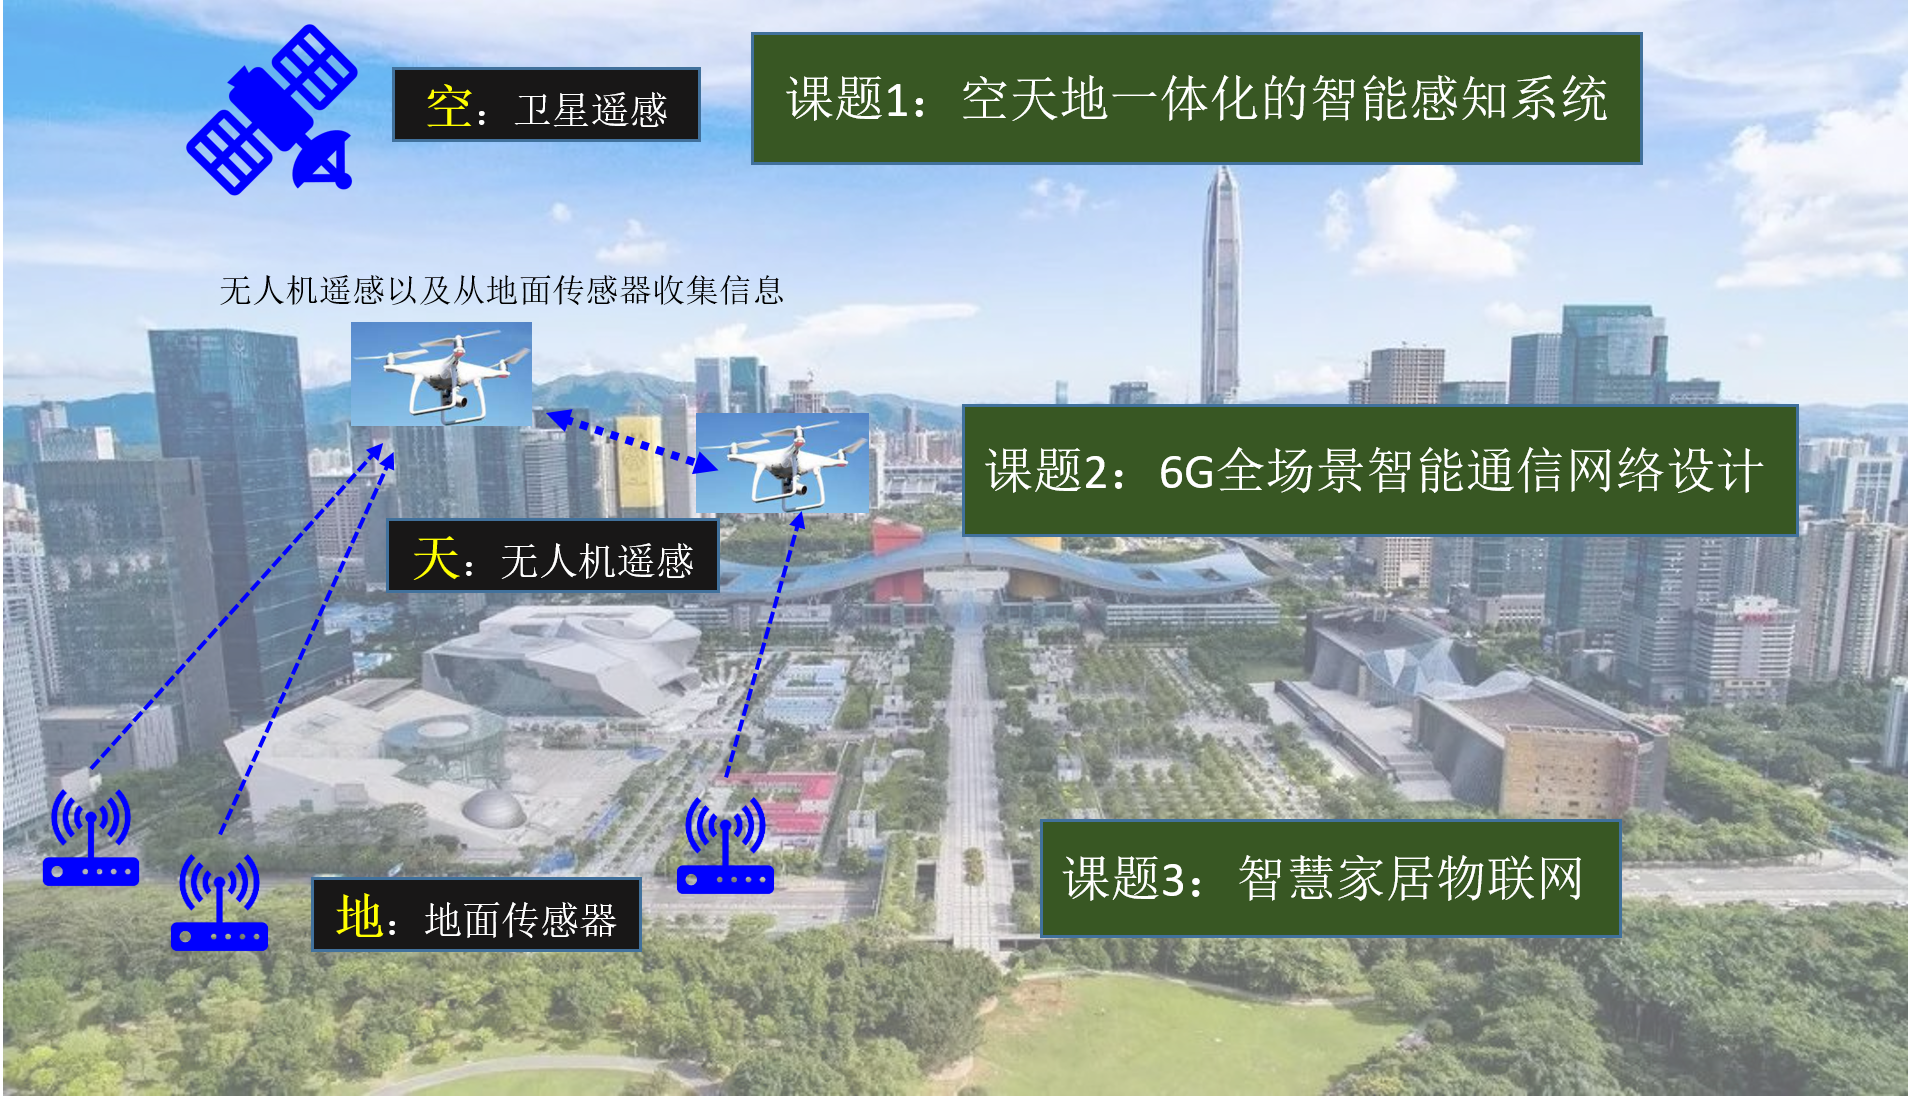 空：卫星遥感
课题1：空天地一体化的智能感知系统
无人机遥感以及从地面传感器收集信息
课题2：6G全场景智能通信网络设计
天：无人机遥感
课题3：智慧家居物联网
地：地面传感器